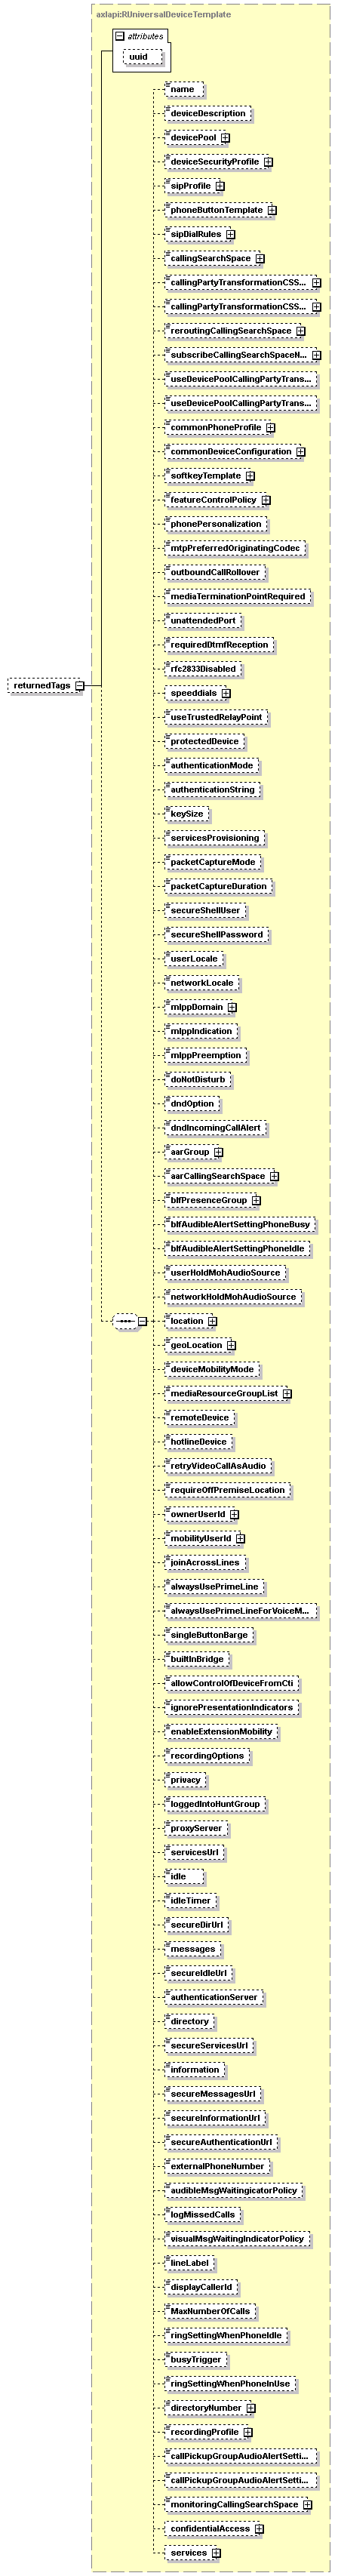 axlapi:RUniversalDeviceTemplate
attributes
uuid
name
deviceDescription
devicePool
deviceSecurityProfile
sipProfile
phoneButtonTemplate
sipDialRules
callingSearchSpace
callingPartyTransformationCSS...
callingPartyTransformationCSS...
reroutingCallingSearchSpace
subscribeCallingSearchSpaceN...
useDevicePoolCallingPartyTrans...
useDevicePoolCallingPartyTrans...
commonPhoneProfile
commonDeviceConfiguration
softkeyTemplate
featureControlPolicy
phonePersonalization
mtpPreferredOriginatingCodec
outboundCallRollover
mediaTerminationPointRequired
unattendedPort
requiredDtmfReception
rfc2833Disabled
returnedTags
speeddials
useTrustedRelayPoint
protectedDevice
authenticationMode
authenticationString
keySize
servicesProvisioning
packetCaptureMode
packetCaptureDuration
secureShellUser
secureShellPassword
userLocale
networkLocale
mlppDomain
mlppIndication
mlppPreemption
doNotDisturb
dndOption
dndIncomingCallAlert
aarGroup
aarCallingSearchSpace
blfPresenceGroup
blfAudibleAlertSettingPhoneBusy
blfAudibleAlertSettingPhoneIdle
userHoldMohAudioSource
networkHoldMohAudioSource
location
geoLocation
deviceMobilityMode
mediaResourceGroupList
remoteDevice
hotlineDevice
retryVideoCallAsAudio
requireOffPremiseLocation
ownerUserId
mobilityUserId
joinAcrossLines
alwaysUsePrimeLine
alwaysUsePrimeLineForVoiceM...
singleButtonBarge
builtInBridge
allowControlOfDeviceFromCti
ignorePresentationIndicators
enableExtensionMobility
recordingOptions
privacy
loggedIntoHuntGroup
proxyServer
servicesUrl
idle
idleTimer
secureDirUrl
messages
secureIdleUrl
authenticationServer
directory
secureServicesUrl
information
secureMessagesUrl
secureInformationUrl
secureAuthenticationUrl
externalPhoneNumber
audibleMsgWaitingicatorPolicy
logMissedCalls
visualMsgWaitingIndicatorPolicy
lineLabel
displayCallerId
MaxNumberOfCalls
ringSettingWhenPhoneIdle
busyTrigger
ringSettingWhenPhoneInUse
directoryNumber
recordingProfile
callPickupGroupAudioAlertSetti...
callPickupGroupAudioAlertSetti...
monitoringCallingSearchSpace
confidentialAccess
services